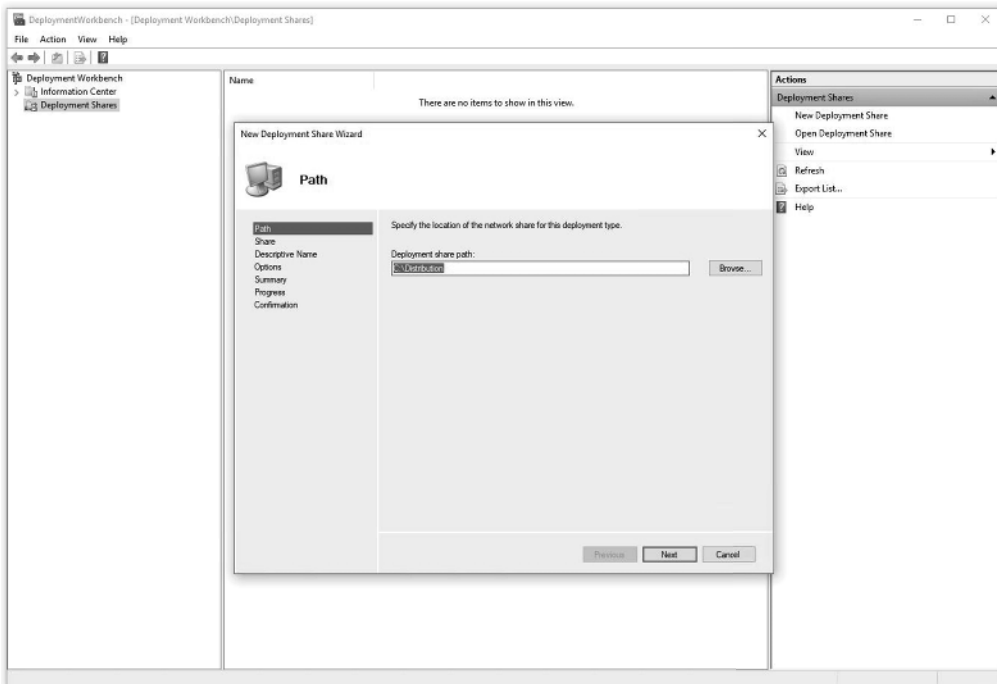 DeploymentWorkbench - [Deployment Workbench\Deployment Shares]
File Action View Help
Deployment Workbench
Information Center
Deployment Shares
Name
There are no items to show in this view.
Actions
Deployment Shares
New Deployment Share
Open Deployment Share
View
Refresh
Export List...
Help
New Deployment Share Wizard
Path
Path
Share
Descriptive Name
Options
Summary
Progress
Confirmation
Specify the location of the network share for this deployment type.
Deployment share path:
C:\Distribution
Browse...
Previous Next Cancel